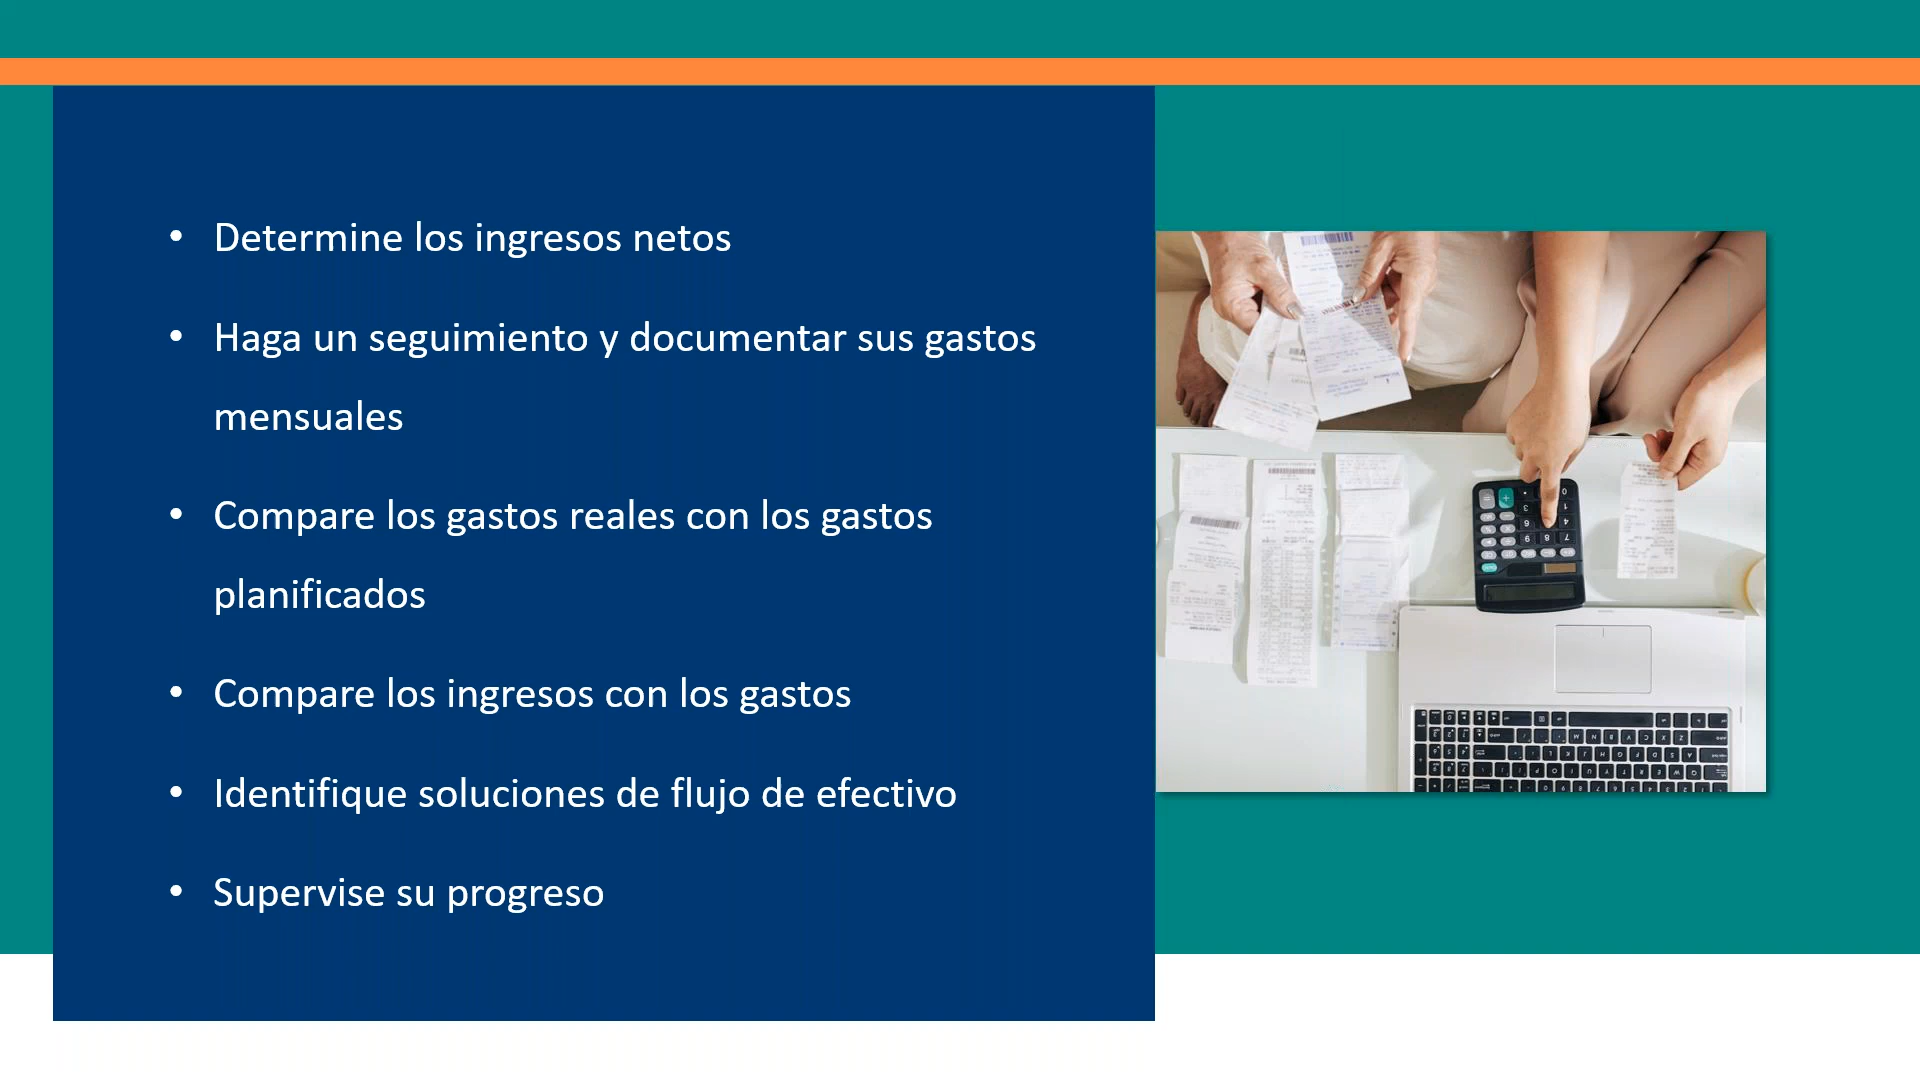 • Determine los ingresos netos
• Haga un seguimiento y documentar sus gastos
mensuales
• Compare los gastos reales con los gastos
planificados
• Compare los ingresos con los gastos
• Identifique soluciones de flujo de efectivo
• Supervise su progreso